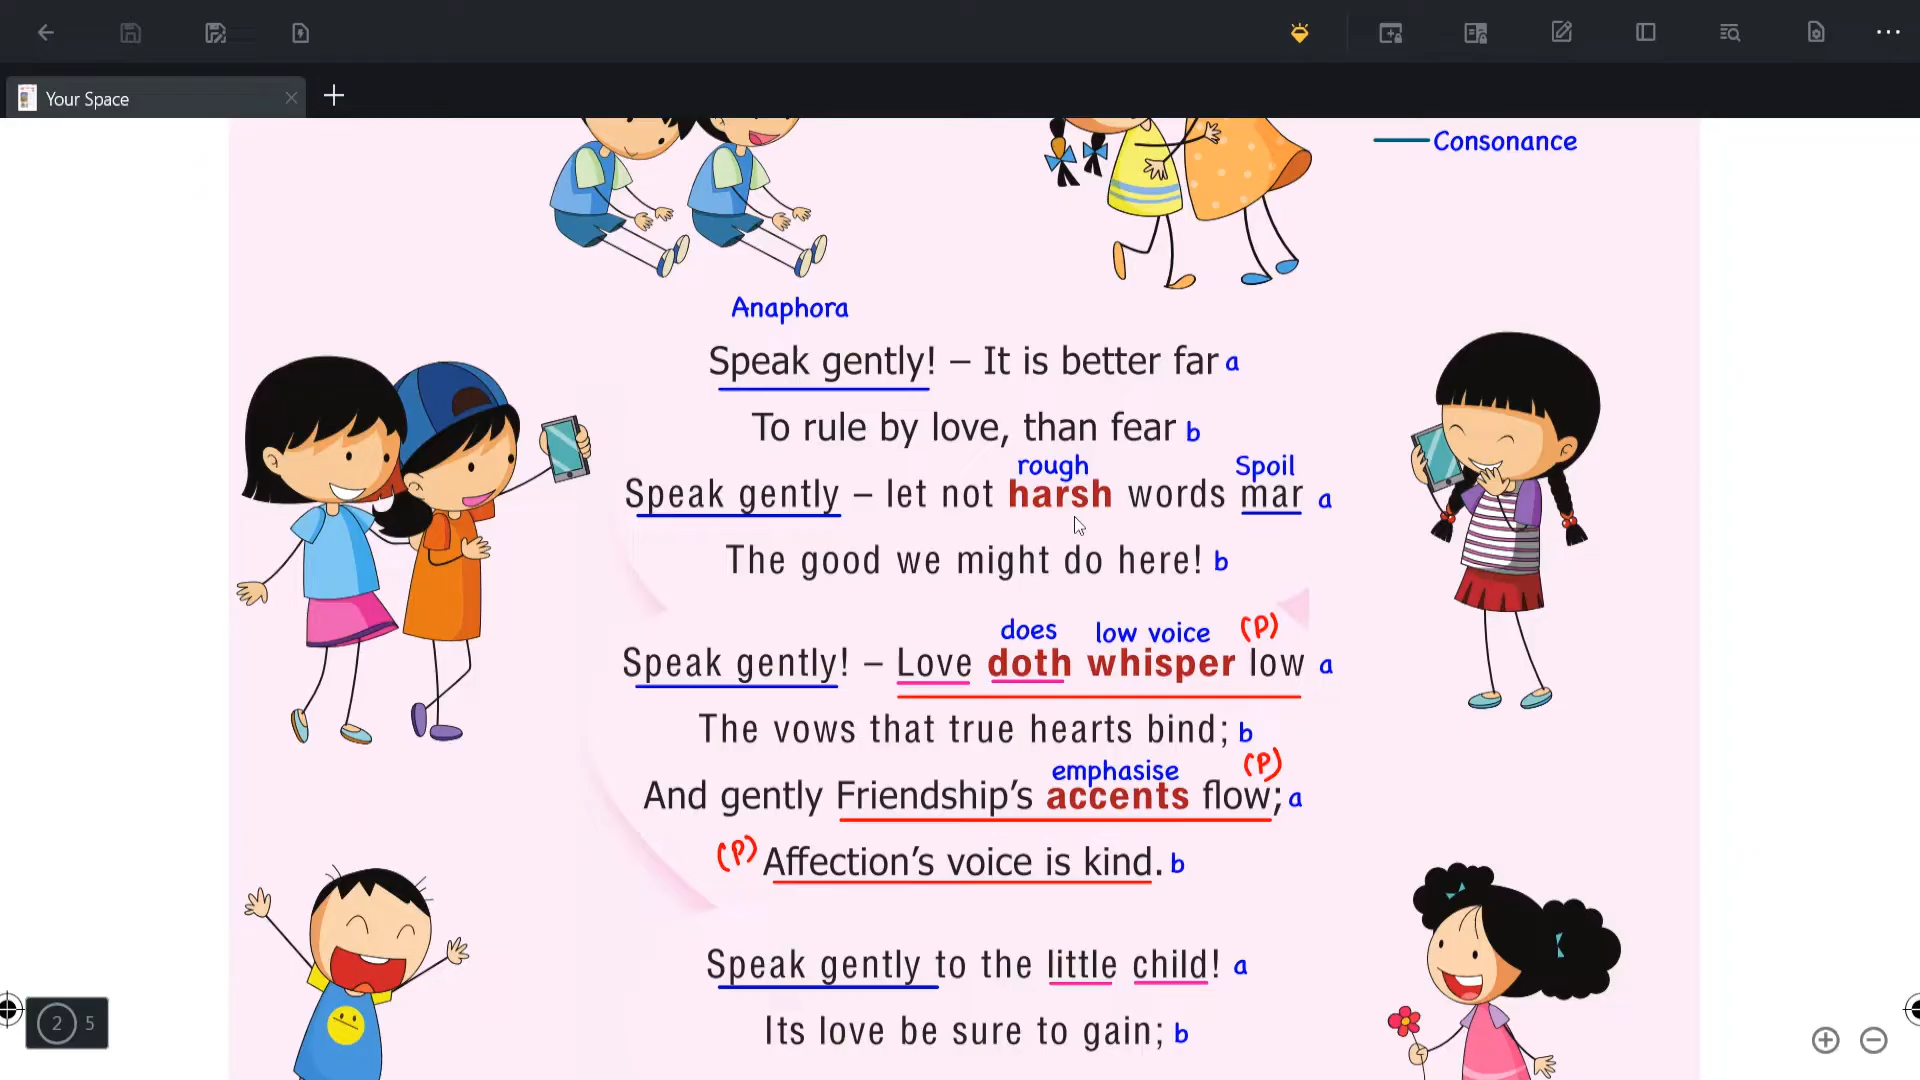 Your Space
Consonance
Anaphora
Speak gently! – It is better far a
To rule by love, than fear b
rough Spoil
Speak gently – let not harsh words mar a
The good we might do here! b
does low voice (P)
Speak gently! – Love doth whisper low a
The vows that true hearts bind; b
emphasise (P)
And gently Friendship's accents flow; a
(P) Affection's voice is kind. b
Speak gently to the little child! a
Its love be sure to gain; b
2 5